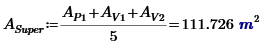 A_Super := (A_P1 + A_V1 + A_V2) / 5 = 111.726 m²